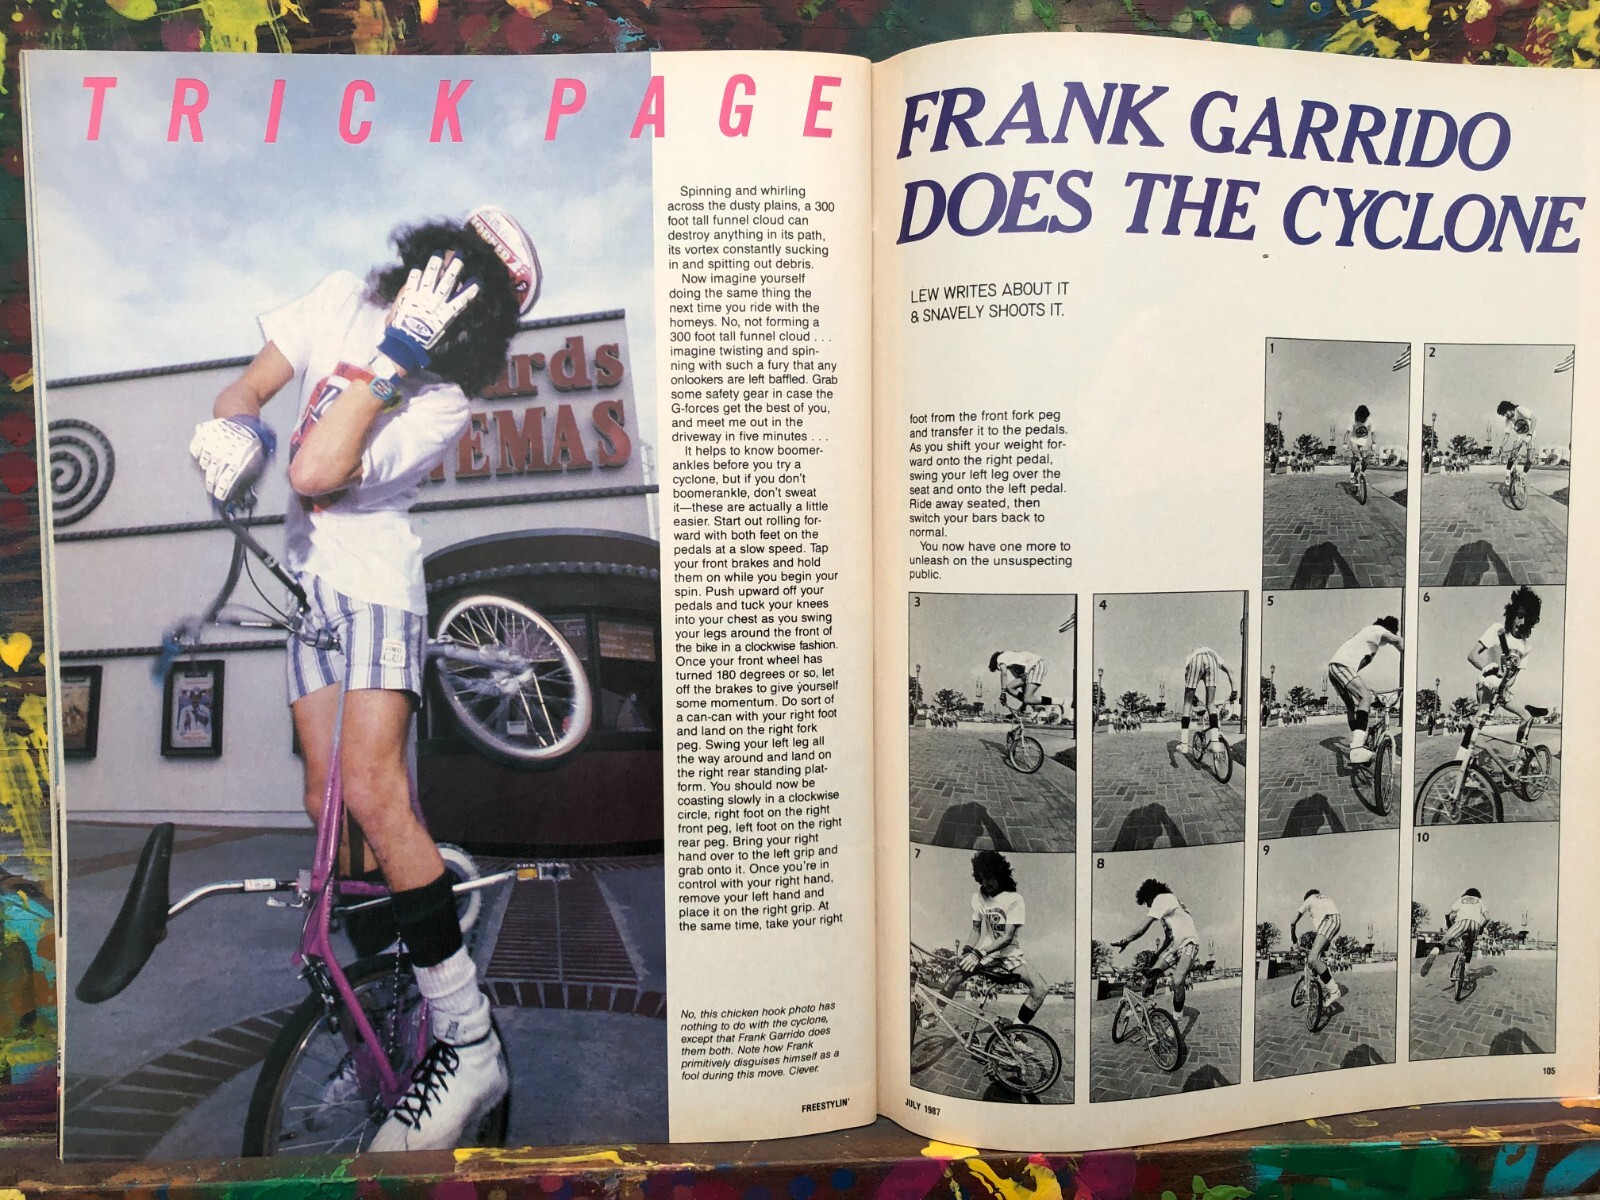 TRICK PAGE
Spinning and whirling
across the dusty plains, a 300
foot tall funnel cloud can
destroy anything in its path,
its vortex constantly sucking
in and spitting out debris.
Now imagine yourself
doing the same thing the
next time you ride with the
homeys. No, not forming a
300 foot tall funnel cloud . . .
imagine twisting and spin-
ning with such a fury that any
onlookers are left baffled. Grab
some safety gear in case the
G-forces get the best of you,
and meet me out in the
driveway in five minutes . . .
It helps to know boomer-
ankles before you try a
cyclone, but if you don't
boomerankle, don't sweat
it—these are actually a little
easier. Start out rolling for-
ward with both feet on the
pedals at a slow speed. Tap
your front brakes and hold
them on while you begin your
spin. Push upward off your
pedals and tuck your knees
into your chest as you swing
your legs around the front of
the bike in a clockwise fashion.
Once your front wheel has
turned 180 degrees or so, let
off the brakes to give yourself
some momentum. Do sort of
a can-can with your right foot
and land on the right fork
peg. Swing your left leg all
the way around and land on
the right rear standing plat-
form. You should now be
coasting slowly in a clockwise
circle, right foot on the right
front peg, left foot on the right
rear peg. Bring your right
hand over to the left grip and
grab onto it. Once you're in
control with your right hand,
remove your left hand and
place it on the right grip. At
the same time, take your right
No, this chicken hook photo has
nothing to do with the cyclone,
except that Frank Garrido does
them both. Note how Frank
primitively disguises himself as a
fool during this move. Clever.
FREESTYLIN'
ards
EMAS
FRANK GARRIDO
DOES THE CYCLONE
LEW WRITES ABOUT IT
& SNAVELY SHOOTS IT.
foot from the front fork peg
and transfer it to the pedals.
As you shift your weight for-
ward onto the right pedal,
swing your left leg over the
seat and onto the left pedal.
Ride away seated, then
switch your bars back to
normal.
You now have one more to
unleash on the unsuspecting
public.
1
2
3
4
5
6
7
8
9
10
JULY 1987
105